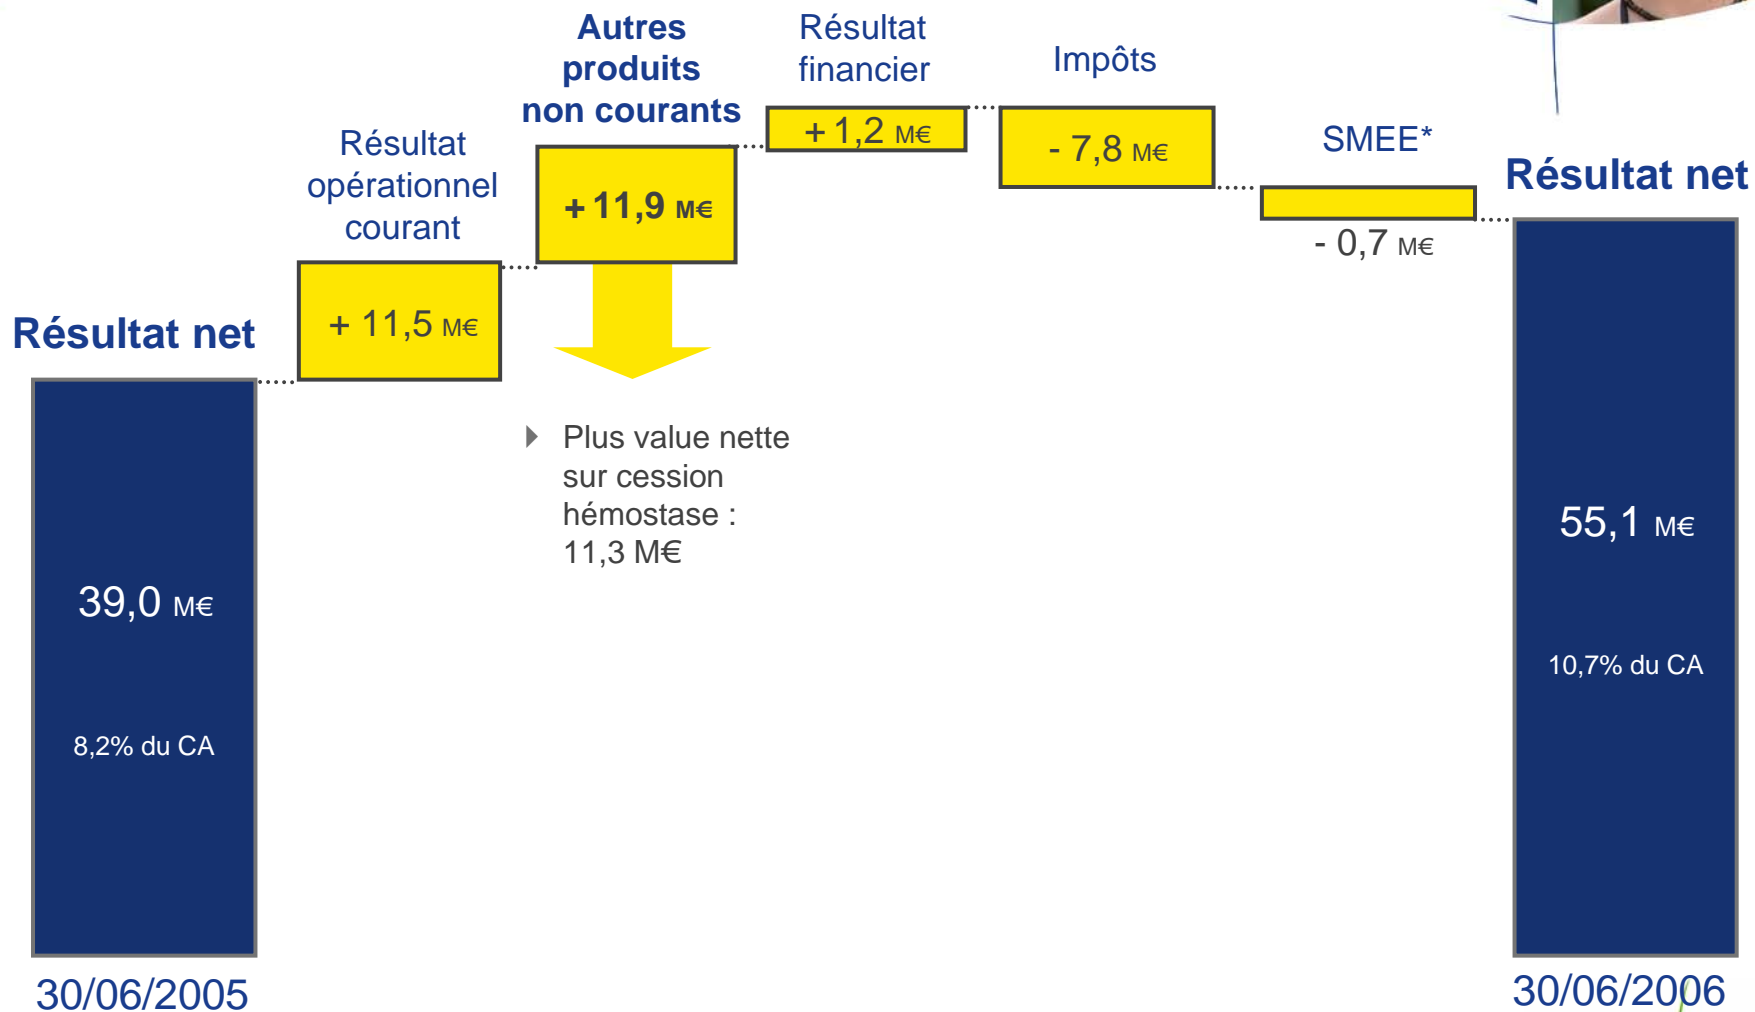 Résultat net
39,0 M€
8,2% du CA
30/06/2005
Résultat
opérationnel
courant
+ 11,5 M€
Autres
produits
non courants
+ 11,9 M€
Plus value nette
sur cession
hémostase :
11,3 M€
Résultat
financier
+ 1,2 M€
Impôts
- 7,8 M€
SMEE*
- 0,7 M€
Résultat net
55,1 M€
10,7% du CA
30/06/2006